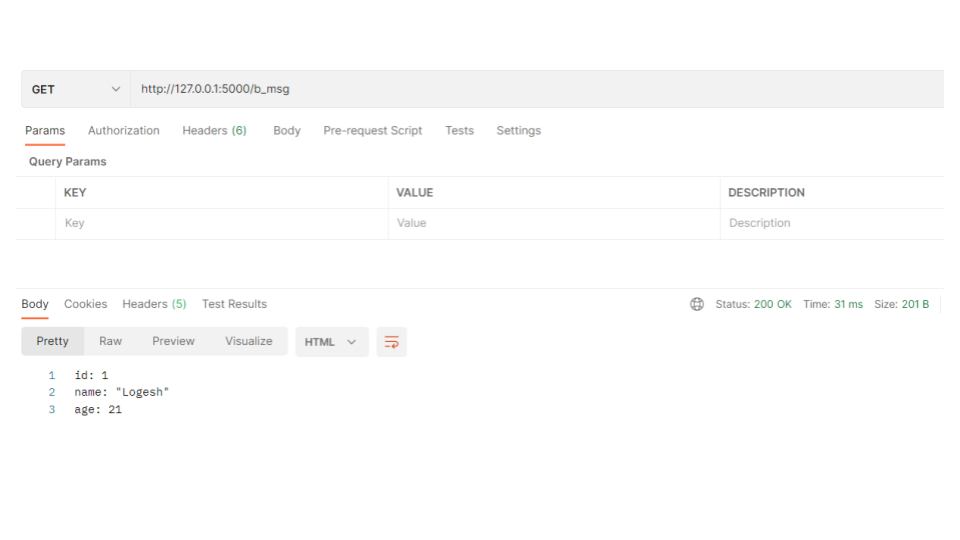 GET http://127.0.0.1:5000/b_msg
Params Authorization Headers (6) Body Pre-request Script Tests Settings
Query Params
KEY VALUE DESCRIPTION
Key Value Description
Body Cookies Headers (5) Test Results Status: 200 OK Time: 31 ms Size: 201 B
Pretty Raw Preview Visualize HTML
1 id: 1
2 name: "Logesh"
3 age: 21